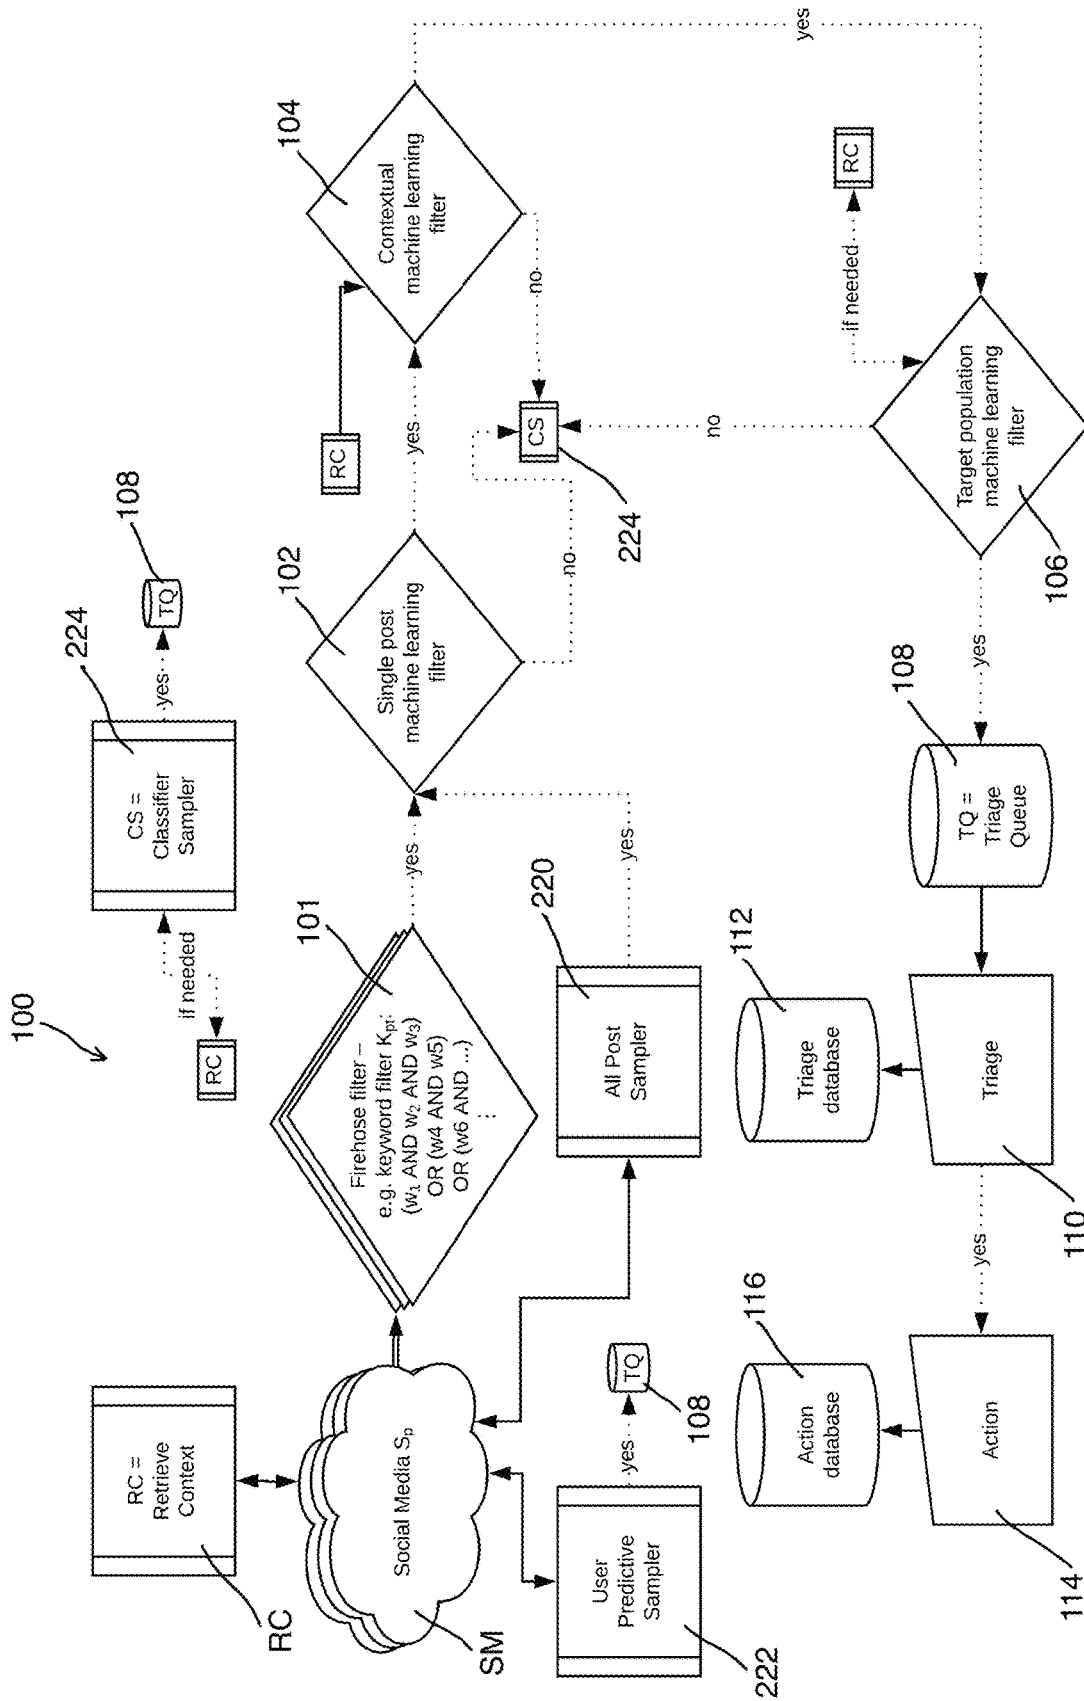 100
RC =
Retrieve
Context
RC
RC
if needed
CS =
Classifier
Sampler
224
yes
TQ
108
Social Media Sₚ
SM
Firehose filter –
e.g. keyword filter Kₚₜ:
(w₁ AND w₂ AND w₃)
OR (w4 AND w5)
OR (w6 AND ...)
⋮
101
yes
Single post
machine learning
filter
102
yes
no
RC
Contextual
machine learning
filter
104
yes
no
CS
224
User
Predictive
Sampler
222
yes
TQ
108
All Post
Sampler
220
yes
no
if needed
RC
Action
database
116
Triage
database
112
Action
114
yes
Triage
110
TQ =
Triage
Queue
108
yes
Target population
machine learning
filter
106